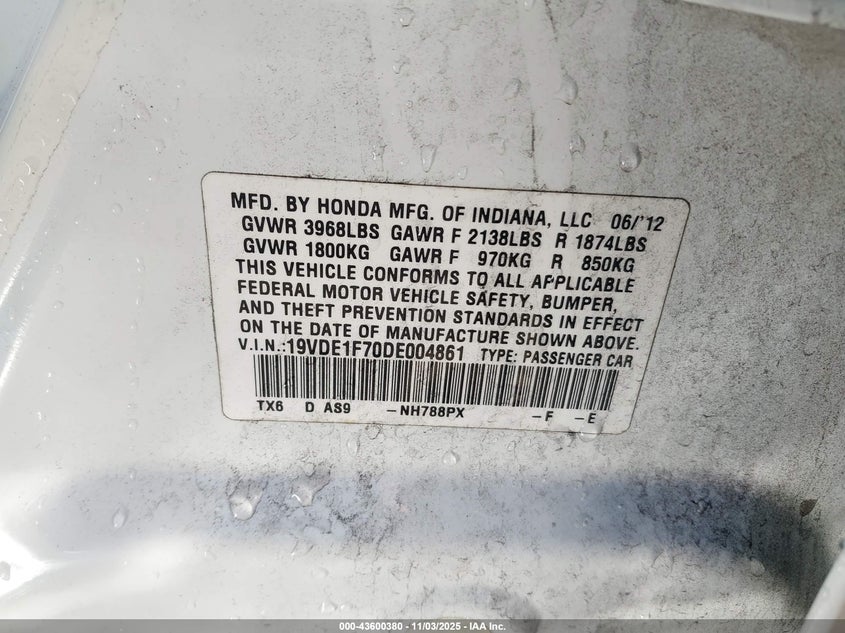 MFD. BY HONDA MFG. OF INDIANA, LLC 06/'12
GVWR 3968LBS GAWR F 2138LBS R 1874LBS
GVWR 1800KG GAWR F 970KG R 850KG
THIS VEHICLE CONFORMS TO ALL APPLICABLE
FEDERAL MOTOR VEHICLE SAFETY, BUMPER,
AND THEFT PREVENTION STANDARDS IN EFFECT
ON THE DATE OF MANUFACTURE SHOWN ABOVE.
V.I.N.:19VDE1F70DE004861 TYPE: PASSENGER CAR
TX6 D AS9 -NH788PX -F -E
000-43600380 - 11/03/2025 - IAA Inc.